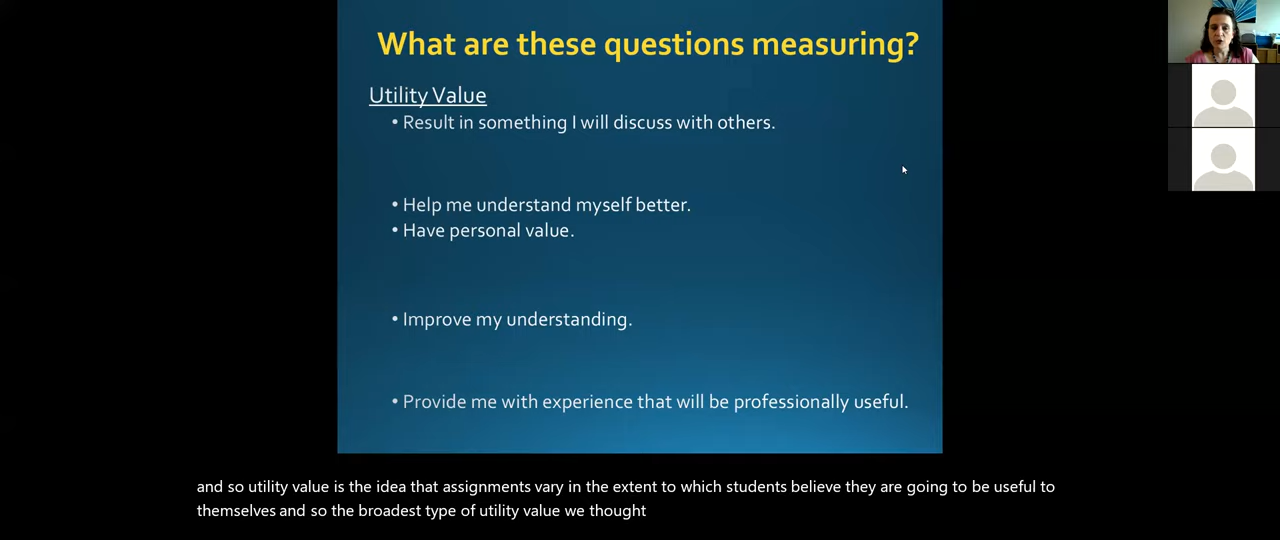 What are these questions measuring?
Utility Value
• Result in something I will discuss with others.
• Help me understand myself better.
• Have personal value.
• Improve my understanding.
• Provide me with experience that will be professionally useful.
and so utility value is the idea that assignments vary in the extent to which students believe they are going to be useful to
themselves and so the broadest type of utility value we thought